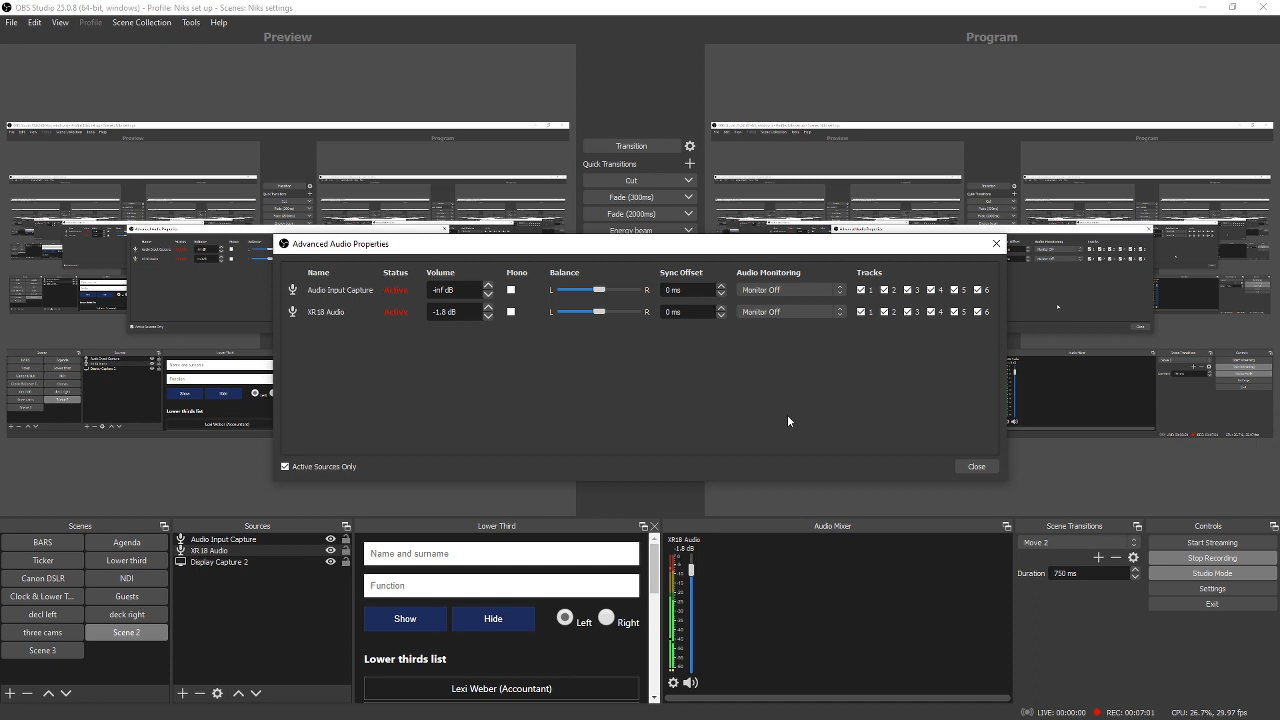 OBS Studio 25.0.8 (64-bit, windows) - Profile: Niks set up - Scenes: Niks settings
File Edit View Profile Scene Collection Tools Help
Preview
Program
Transition
Quick Transitions
Cut
Fade (300ms)
Fade (2000ms)
Energy beam
Advanced Audio Properties
Name Status Volume Mono Balance Sync Offset Audio Monitoring Tracks
Audio Input Capture Active -inf dB L R 0 ms Monitor Off 1 2 3 4 5 6
XR18 Audio Active -1.8 dB L R 0 ms Monitor Off 1 2 3 4 5 6
Active Sources Only
Close
Scenes
BARS Agenda
Ticker Lower third
Canon DSLR NDI
Clock & Lower T... Guests
decl left deck right
three cams Scene 2
Scene 3
Sources
Audio Input Capture
XR18 Audio
Display Capture 2
Lower Third
Name and surname
Function
Show Hide Left Right
Lower thirds list
Lexi Weber (Accountant)
Audio Mixer
XR18 Audio
-1.8 dB
Scene Transitions
Move 2
Duration 750 ms
Controls
Start Streaming
Stop Recording
Studio Mode
Settings
Exit
LIVE: 00:00:00 REC: 00:07:01 CPU: 26.7%, 29.97 fps